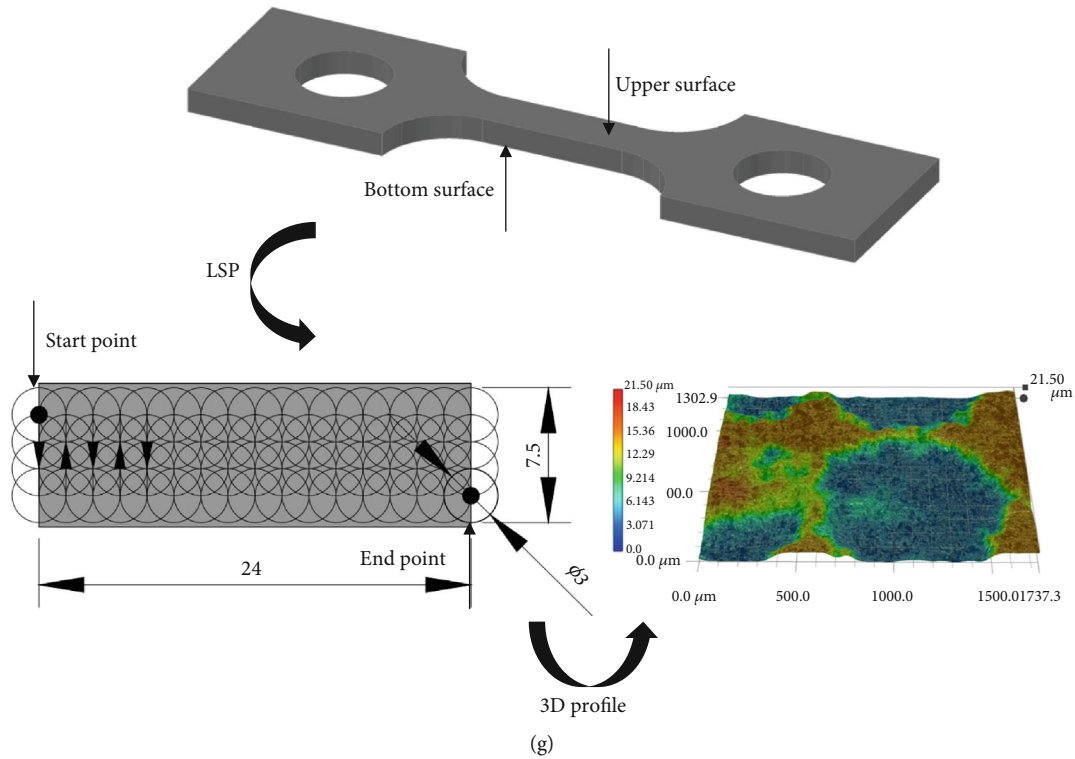 Upper surface
Bottom surface
LSP
Start point
7.5
End point
24
ϕ3
21.50 μm
18.43
15.36
12.29
9.214
6.143
3.071
0.0
1302.9
1000.0
00.0
0.0 μm
21.50
μm
0.0 μm
500.0
1000.0
1500.01737.3
3D profile
(g)